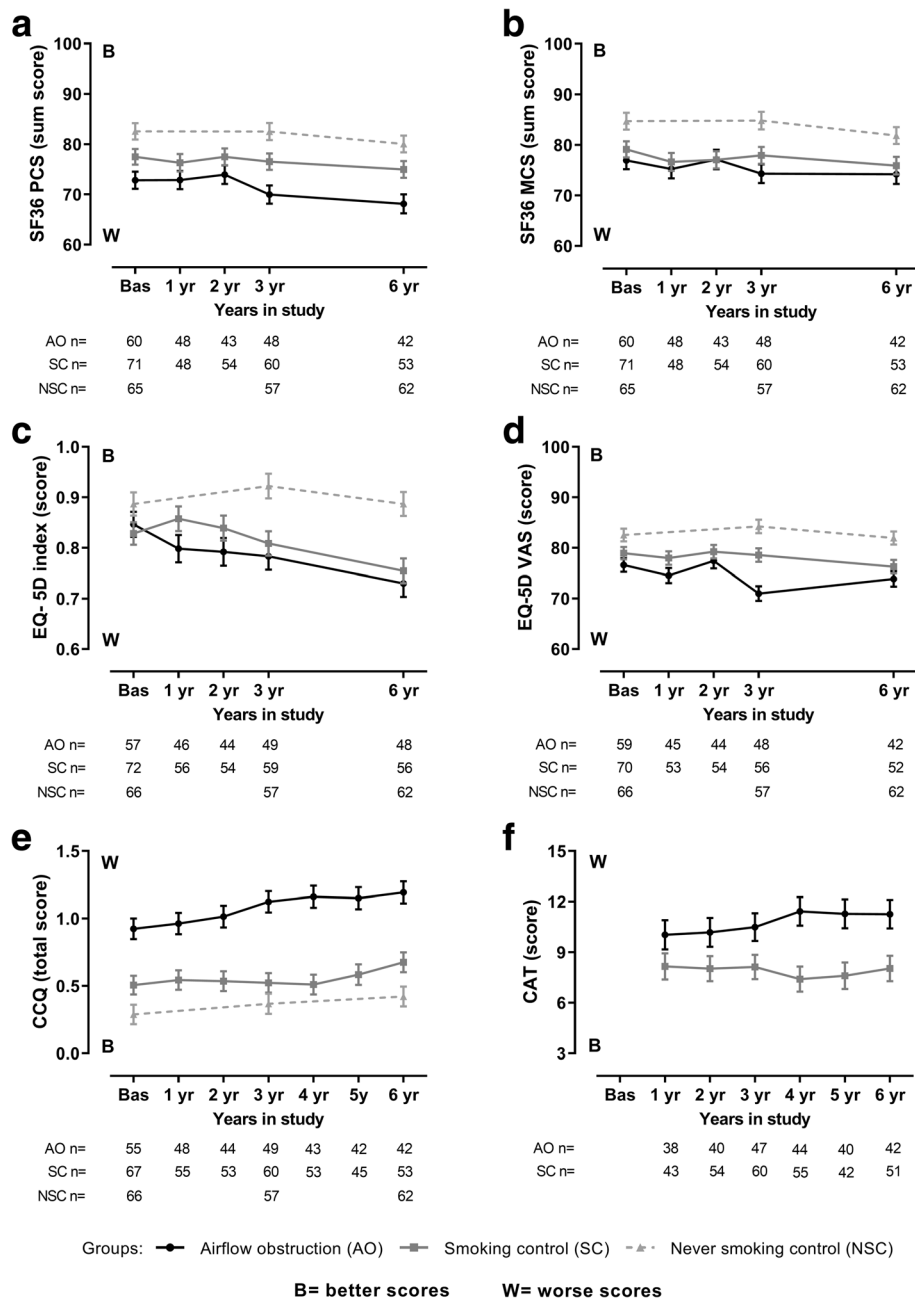 a
b
SF36 PCS (sum score)
100
90
80
70
60
B
W
Bas 1 yr 2 yr 3 yr 6 yr
Years in study
AO n= 60 48 43 48 42
SC n= 71 48 54 60 53
NSC n= 65 57 62
SF36 MCS (sum score)
100
90
80
70
60
B
W
Bas 1 yr 2 yr 3 yr 6 yr
Years in study
AO n= 60 48 43 48 42
SC n= 71 48 54 60 53
NSC n= 65 57 62
c
d
EQ- 5D index (score)
1.0
0.9
0.8
0.7
0.6
B
W
Bas 1 yr 2 yr 3 yr 6 yr
Years in study
AO n= 57 46 44 49 48
SC n= 72 56 54 59 56
NSC n= 66 57 62
EQ-5D VAS (score)
100
90
80
70
60
B
W
Bas 1 yr 2 yr 3 yr 6 yr
Years in study
AO n= 59 45 44 48 42
SC n= 70 53 54 56 52
NSC n= 66 57 62
e
f
CCQ (total score)
1.5
1.0
0.5
0.0
W
B
Bas 1 yr 2 yr 3 yr 4 yr 5y 6 yr
Years in study
AO n= 55 48 44 49 43 42 42
SC n= 67 55 53 60 53 45 53
NSC n= 66 57 62
CAT (score)
15
12
9
6
3
W
B
Bas 1 yr 2 yr 3 yr 4 yr 5 yr 6 yr
Years in study
AO n= 38 40 47 44 40 42
SC n= 43 54 60 55 42 51
Groups: Airflow obstruction (AO) Smoking control (SC) Never smoking control (NSC)
B= better scores W= worse scores